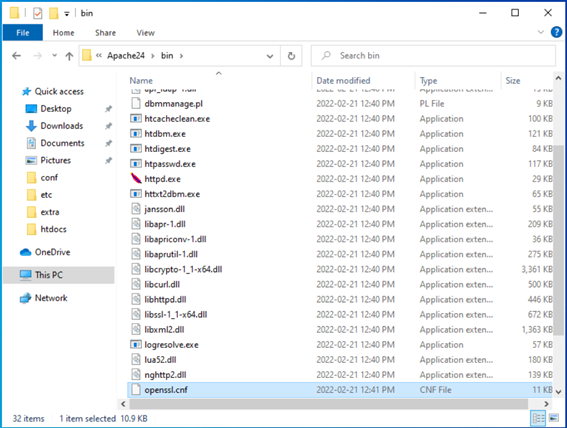 bin
File Home Share View
Apache24 bin Search bin
Name Date modified Type Size
2022-02-21 12:40 PM Application exten...
dbmmanage.pl 2022-02-21 12:40 PM PL File 9 KB
htcacheclean.exe 2022-02-21 12:40 PM Application 100 KB
htdbm.exe 2022-02-21 12:40 PM Application 121 KB
htdigest.exe 2022-02-21 12:40 PM Application 84 KB
htpasswd.exe 2022-02-21 12:40 PM Application 117 KB
httpd.exe 2022-02-21 12:40 PM Application 29 KB
httxt2dbm.exe 2022-02-21 12:40 PM Application 65 KB
jansson.dll 2022-02-21 12:40 PM Application exten... 55 KB
libapr-1.dll 2022-02-21 12:40 PM Application exten... 209 KB
libapriconv-1.dll 2022-02-21 12:40 PM Application exten... 36 KB
libaprutil-1.dll 2022-02-21 12:40 PM Application exten... 275 KB
libcrypto-1_1-x64.dll 2022-02-21 12:40 PM Application exten... 3,361 KB
libcurl.dll 2022-02-21 12:40 PM Application exten... 500 KB
libhttpd.dll 2022-02-21 12:40 PM Application exten... 446 KB
libssl-1_1-x64.dll 2022-02-21 12:40 PM Application exten... 672 KB
libxml2.dll 2022-02-21 12:40 PM Application exten... 1,363 KB
logresolve.exe 2022-02-21 12:40 PM Application 57 KB
lua52.dll 2022-02-21 12:40 PM Application exten... 180 KB
nghttp2.dll 2022-02-21 12:40 PM Application exten... 139 KB
openssl.cnf 2022-02-21 12:41 PM CNF File 11 KB
Quick access
Desktop
Downloads
Documents
Pictures
conf
etc
extra
htdocs
OneDrive
This PC
Network
32 items 1 item selected 10.9 KB